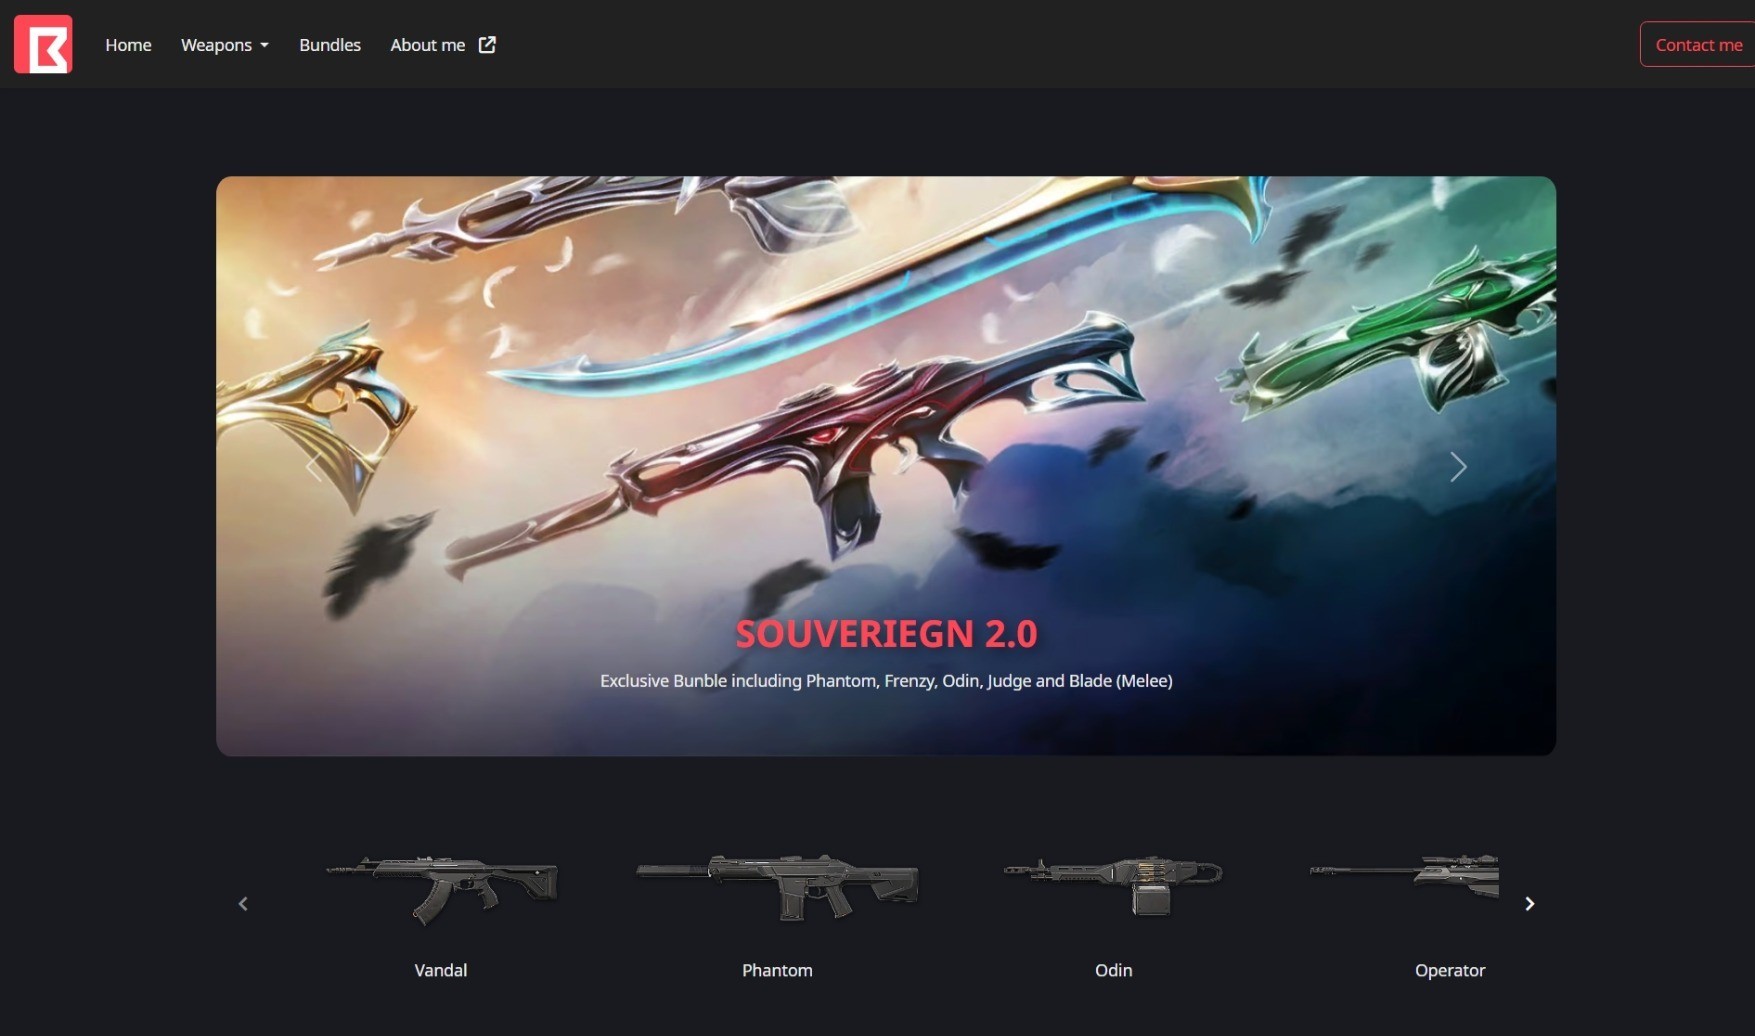 Home Weapons Bundles About me Contact me
SOUVERIEGN 2.0
Exclusive Bunble including Phantom, Frenzy, Odin, Judge and Blade (Melee)
Vandal Phantom Odin Operator